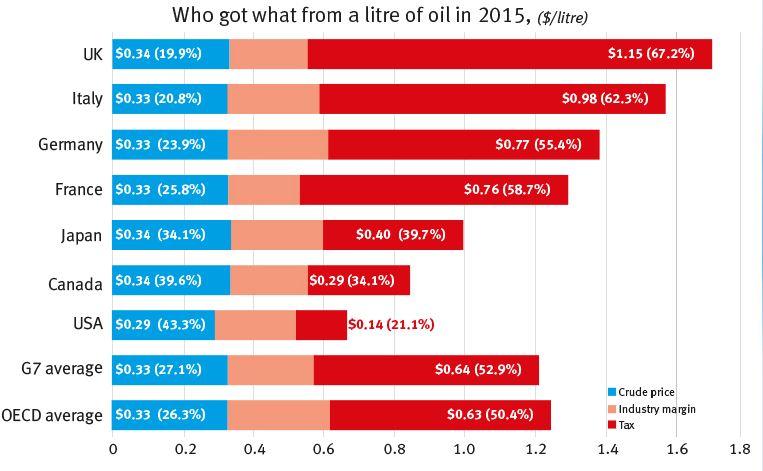 Who got what from a litre of oil in 2015, ($/litre)
UK $0.34 (19.9%) $1.15 (67.2%)
Italy $0.33 (20.8%) $0.98 (62.3%)
Germany $0.33 (23.9%) $0.77 (55.4%)
France $0.33 (25.8%) $0.76 (58.7%)
Japan $0.34 (34.1%) $0.40 (39.7%)
Canada $0.34 (39.6%) $0.29 (34.1%)
USA $0.29 (43.3%) $0.14 (21.1%)
G7 average $0.33 (27.1%) $0.64 (52.9%)
OECD average $0.33 (26.3%) $0.63 (50.4%)
Crude price
Industry margin
Tax
0 0.2 0.4 0.6 0.8 1.0 1.2 1.4 1.6 1.8